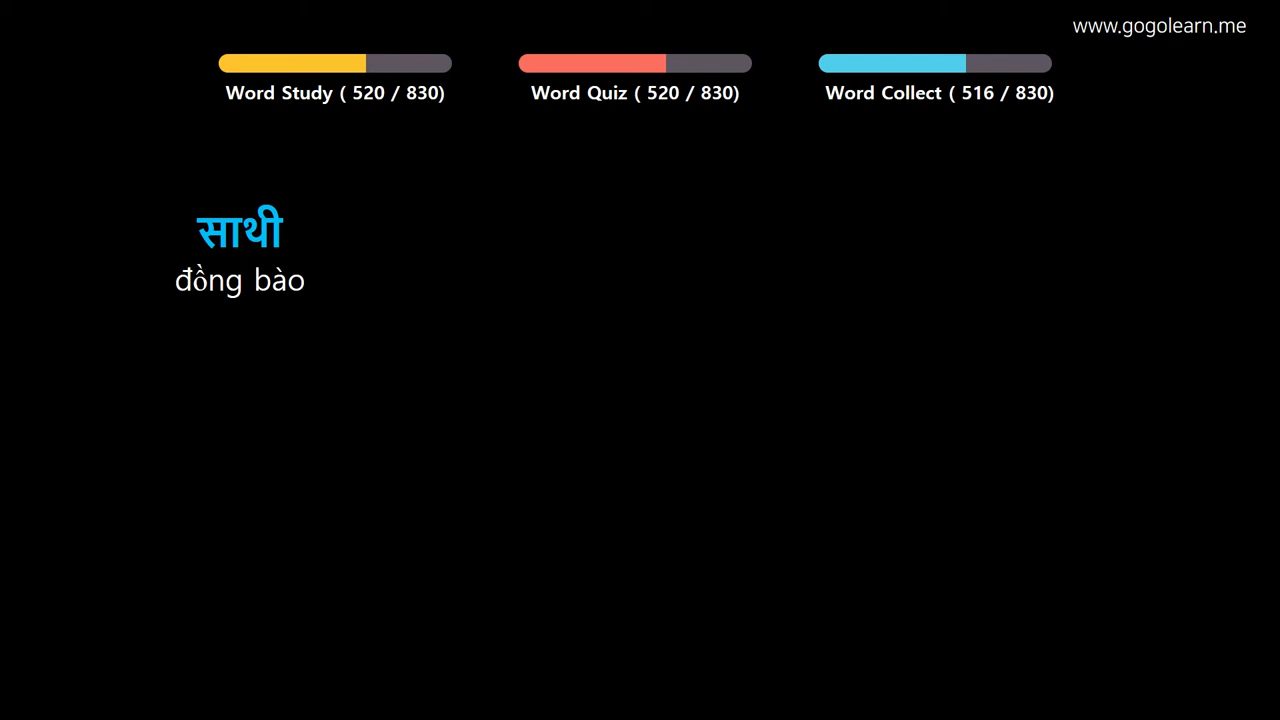 www.gogolearn.me
Word Study ( 520 / 830)
Word Quiz ( 520 / 830)
Word Collect ( 516 / 830)
साथी
đồng bào